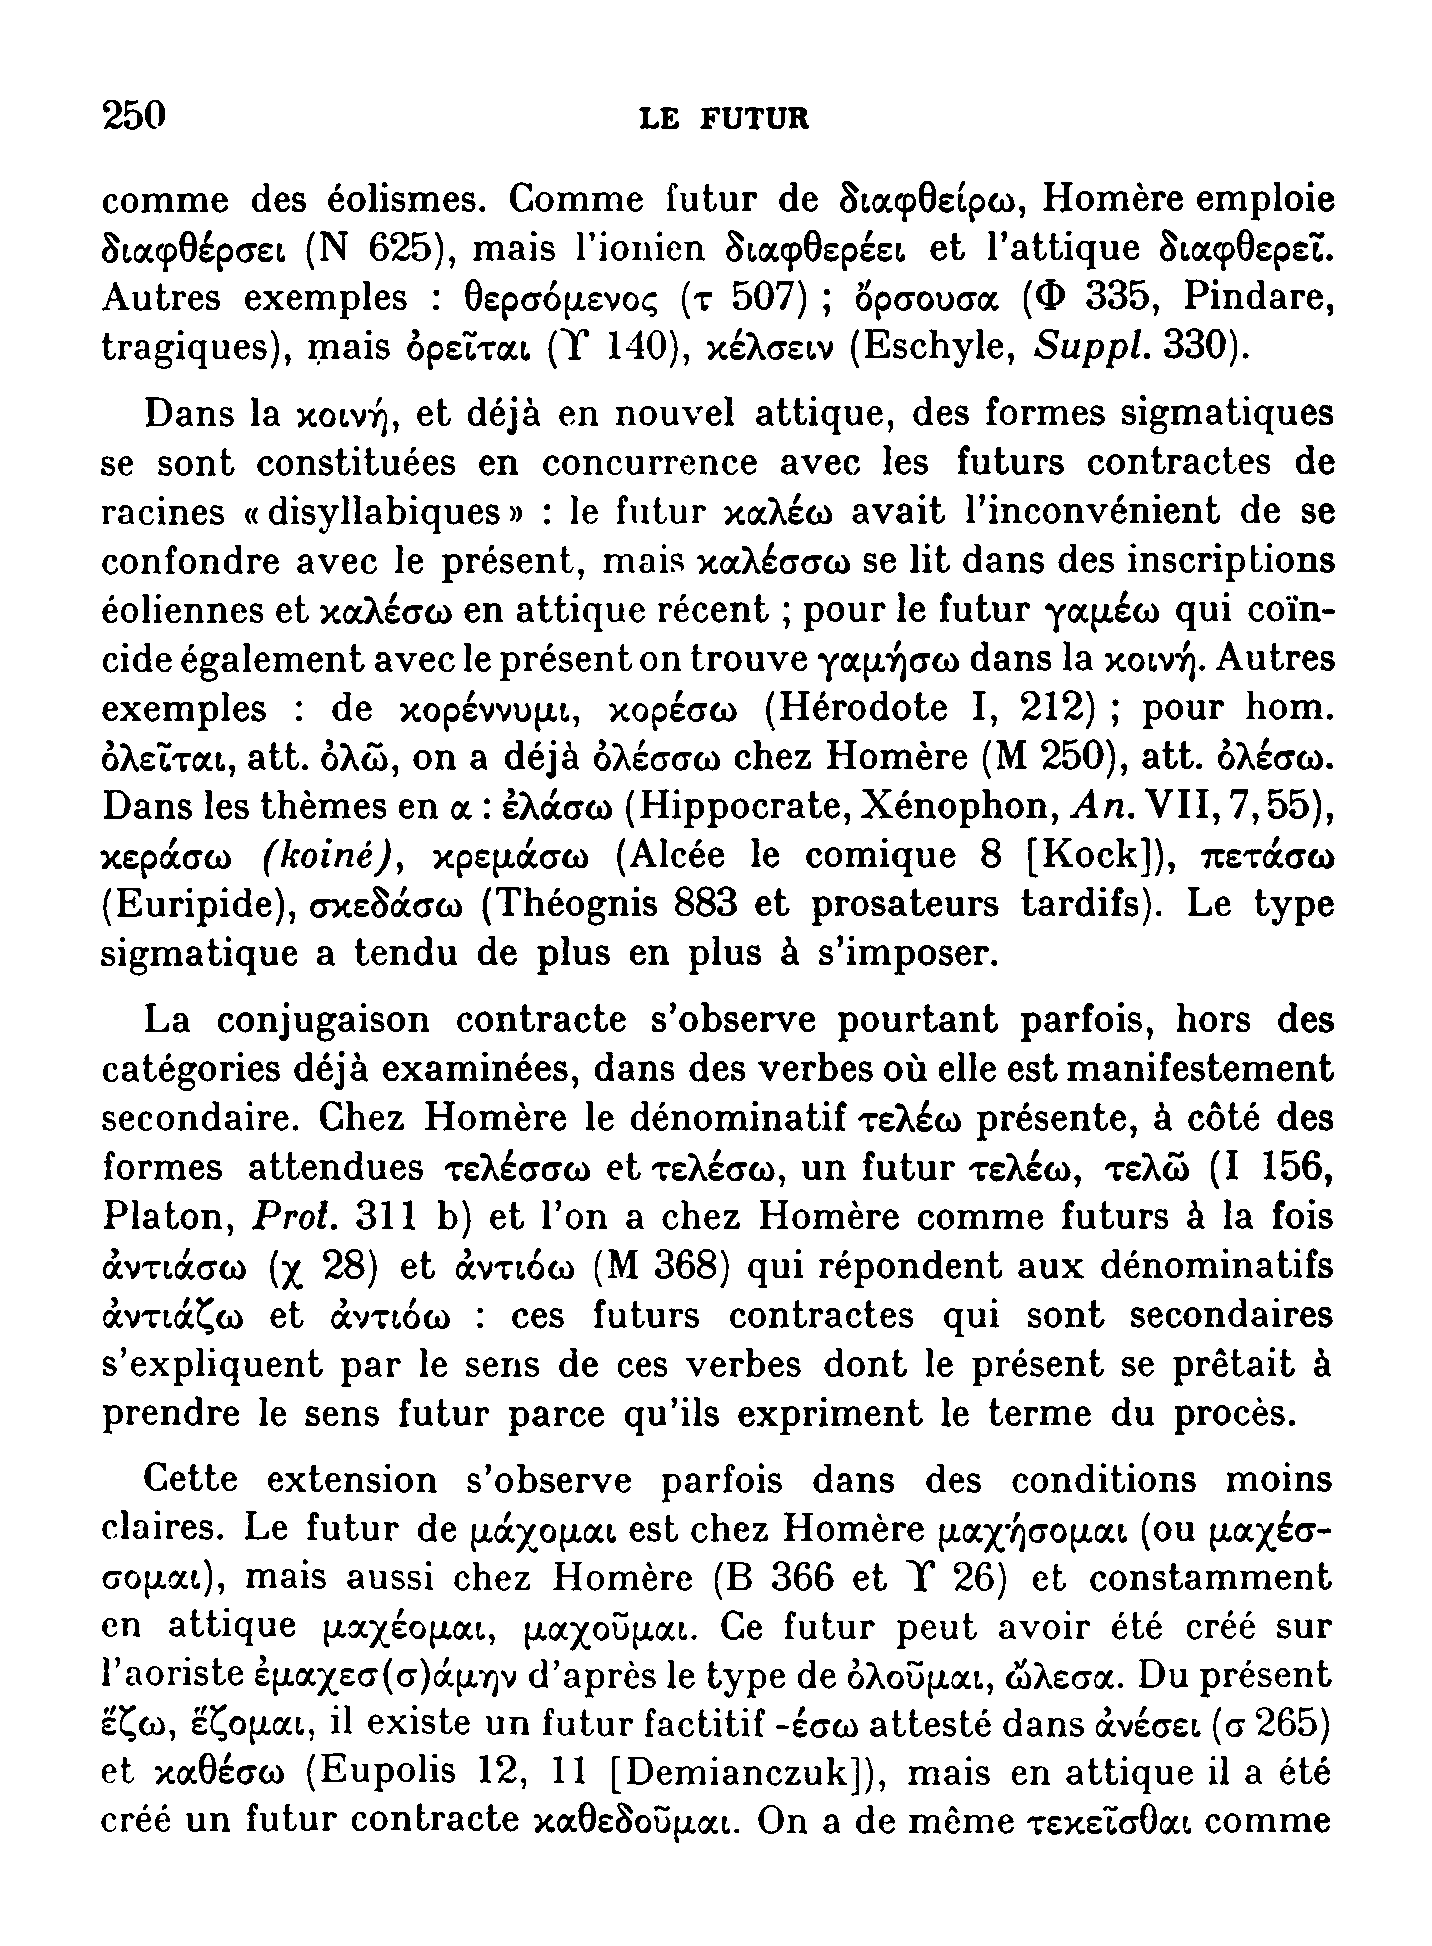 250 LE FUTUR
comme des éolismes. Comme futur de διαφθείρω, Homère emploie
διαφθέρσει (N 625), mais l'ionien διαφθερέει et l'attique διαφθερεῖ.
Autres exemples : θερσόμενος (τ 507) ; ὄρσουσα (Φ 335, Pindare,
tragiques), mais ὀρεῖται (Υ 140), κέλσειν (Eschyle, Suppl. 330).
Dans la κοινή, et déjà en nouvel attique, des formes sigmatiques
se sont constituées en concurrence avec les futurs contractes de
racines « disyllabiques » : le futur καλέω avait l'inconvénient de se
confondre avec le présent, mais καλέσσω se lit dans des inscriptions
éoliennes et καλέσω en attique récent ; pour le futur γαμέω qui coïn-
cide également avec le présent on trouve γαμήσω dans la κοινή. Autres
exemples : de κορέννυμι, κορέσω (Hérodote I, 212) ; pour hom.
ὀλεῖται, att. ὀλῶ, on a déjà ὀλέσσω chez Homère (M 250), att. ὀλέσω.
Dans les thèmes en α : ἐλάσω (Hippocrate, Xénophon, An. VII, 7, 55),
κεράσω (koiné), κρεμάσω (Alcée le comique 8 [Kock]), πετάσω
(Euripide), σκεδάσω (Théognis 883 et prosateurs tardifs). Le type
sigmatique a tendu de plus en plus à s'imposer.
La conjugaison contracte s'observe pourtant parfois, hors des
catégories déjà examinées, dans des verbes où elle est manifestement
secondaire. Chez Homère le dénominatif τελέω présente, à côté des
formes attendues τελέσσω et τελέσω, un futur τελέω, τελῶ (I 156,
Platon, Prot. 311 b) et l'on a chez Homère comme futurs à la fois
ἀντιάσω (χ 28) et ἀντιόω (M 368) qui répondent aux dénominatifs
ἀντιάζω et ἀντιόω : ces futurs contractes qui sont secondaires
s'expliquent par le sens de ces verbes dont le présent se prêtait à
prendre le sens futur parce qu'ils expriment le terme du procès.
Cette extension s'observe parfois dans des conditions moins
claires. Le futur de μάχομαι est chez Homère μαχήσομαι (ou μαχέσ-
σομαι), mais aussi chez Homère (B 366 et Υ 26) et constamment
en attique μαχέομαι, μαχοῦμαι. Ce futur peut avoir été créé sur
l'aoriste ἐμαχεσ(σ)άμην d'après le type de ὀλοῦμαι, ὤλεσα. Du présent
ἕζω, ἕζομαι, il existe un futur factitif -έσω attesté dans ἀνέσει (σ 265)
et καθέσω (Eupolis 12, 11 [Demianczuk]), mais en attique il a été
créé un futur contracte καθεδοῦμαι. On a de même τεκεῖσθαι comme